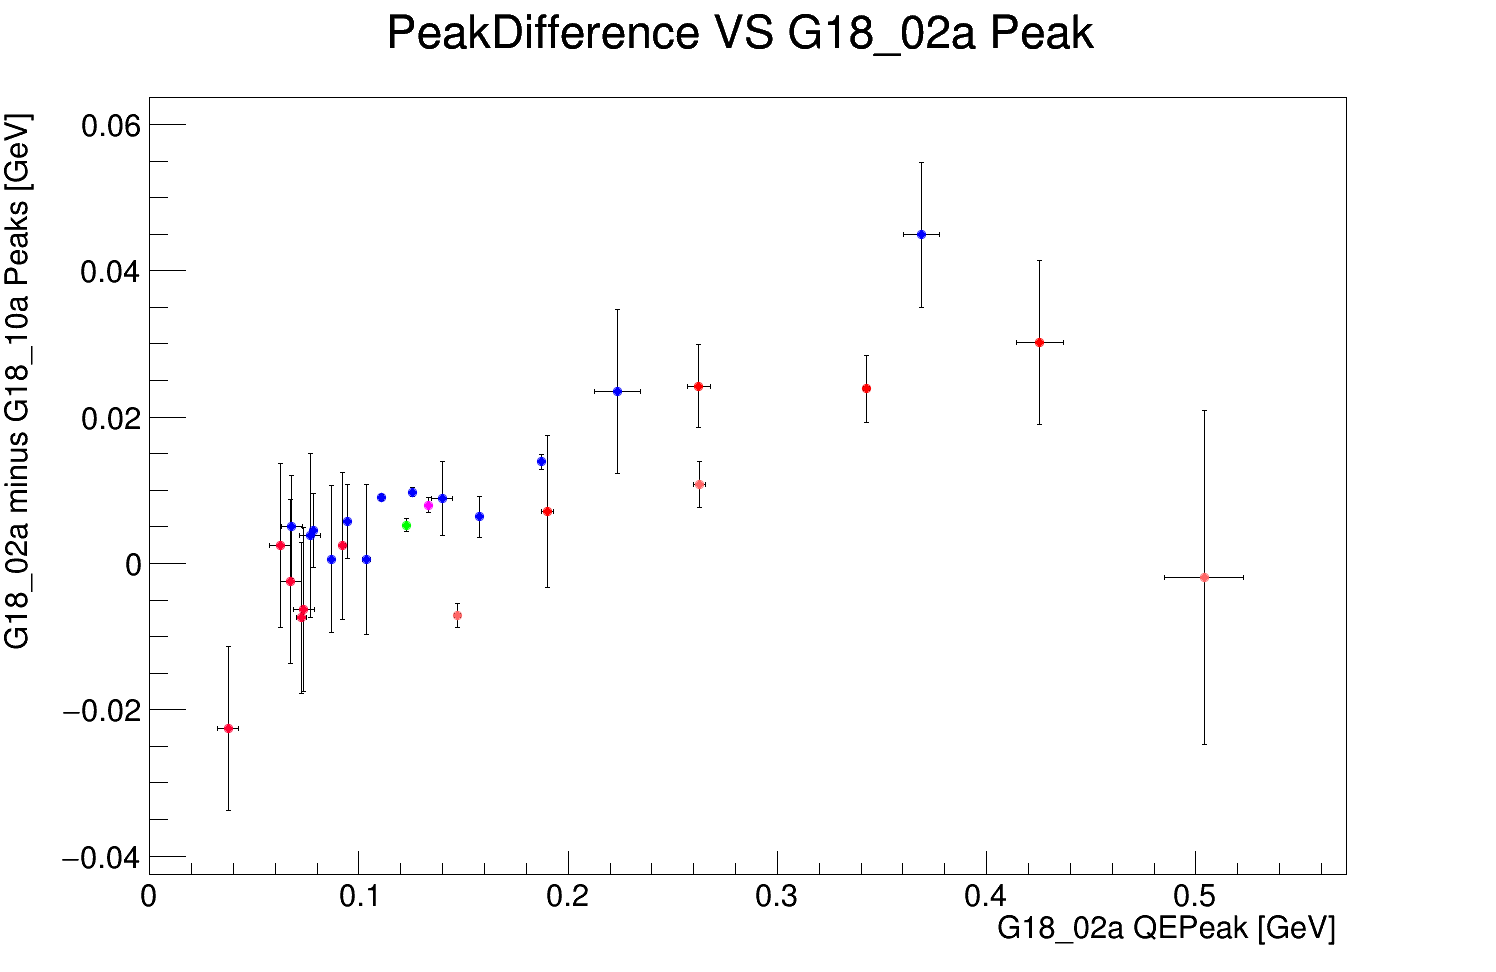 PeakDifference VS G18_02a Peak
G18_02a minus G18_10a Peaks [GeV]
0.06
0.04
0.02
0
−0.02
−0.04
0 0.1 0.2 0.3 0.4 0.5
G18_02a QEPeak [GeV]